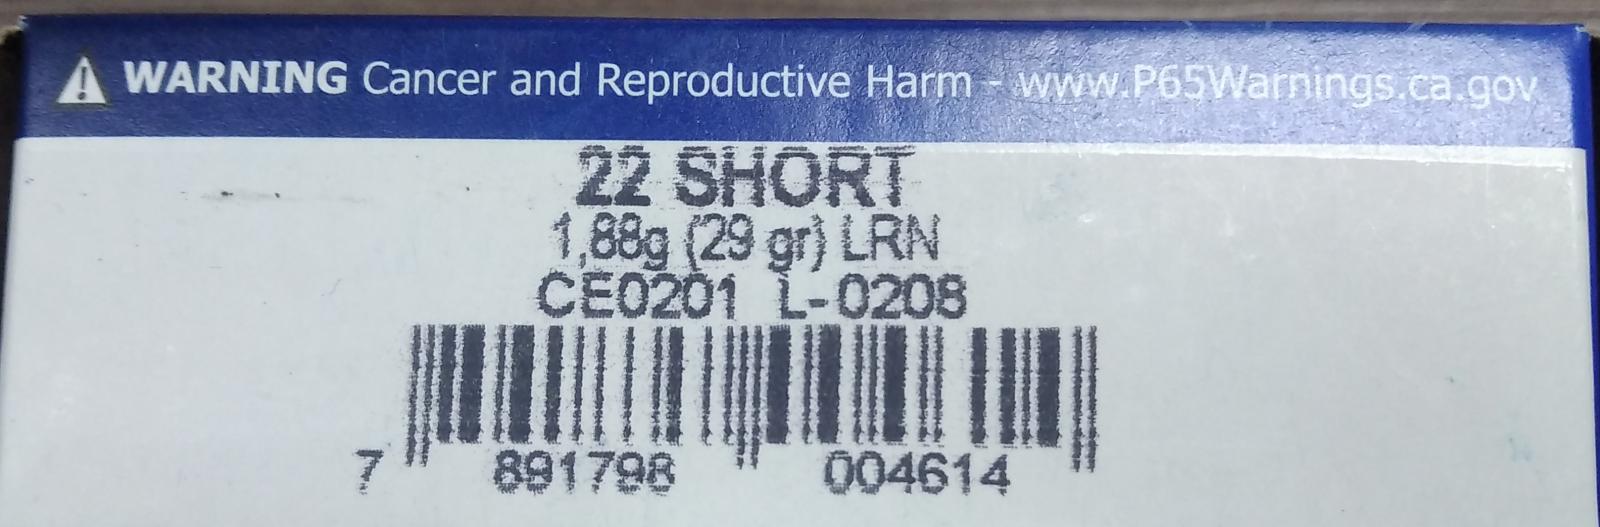 WARNING Cancer and Reproductive Harm - www.P65Warnings.ca.gov
22 SHORT
1,88g (29 gr) LRN
CE0201 L-0208
7 891798 004614